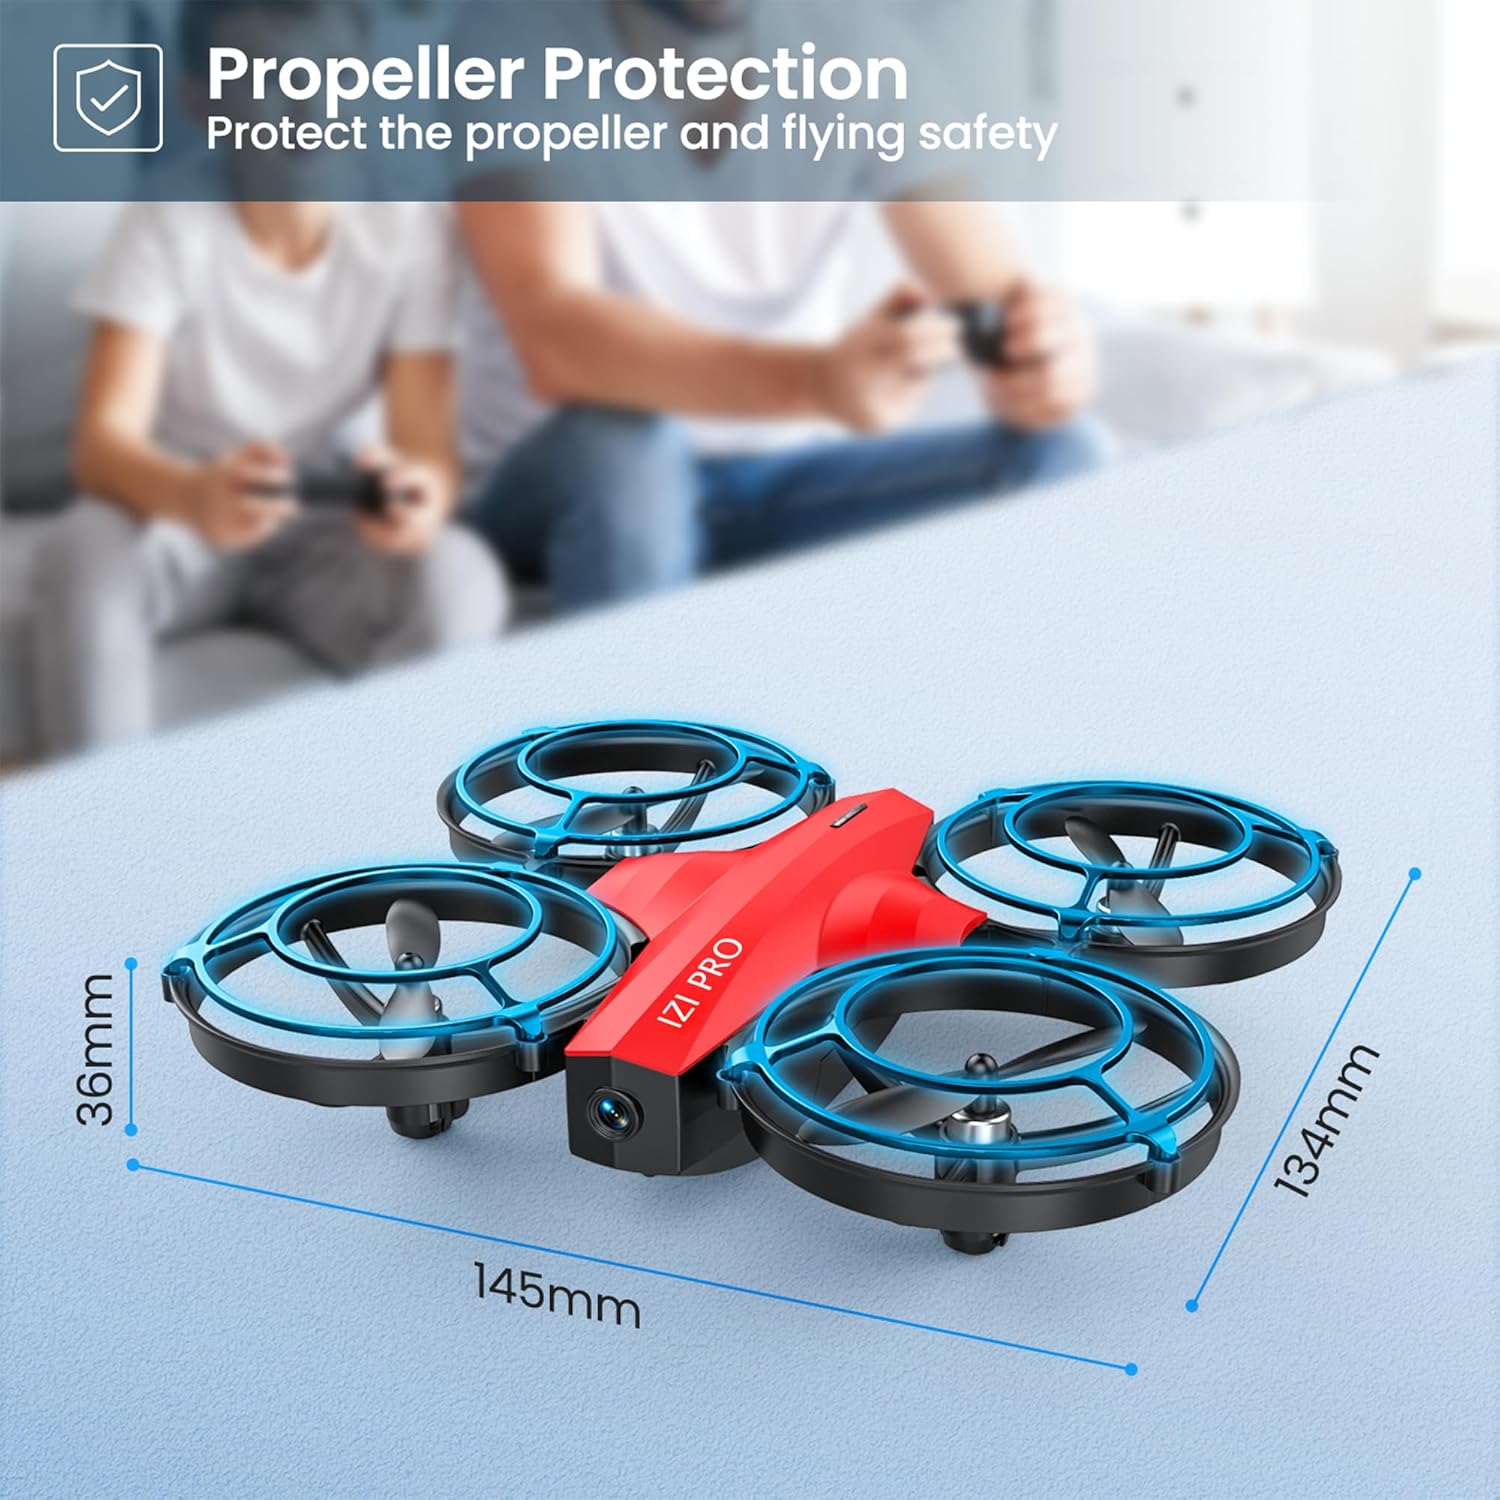 Propeller Protection
Protect the propeller and flying safety
IZI PRO
36mm
145mm
134mm